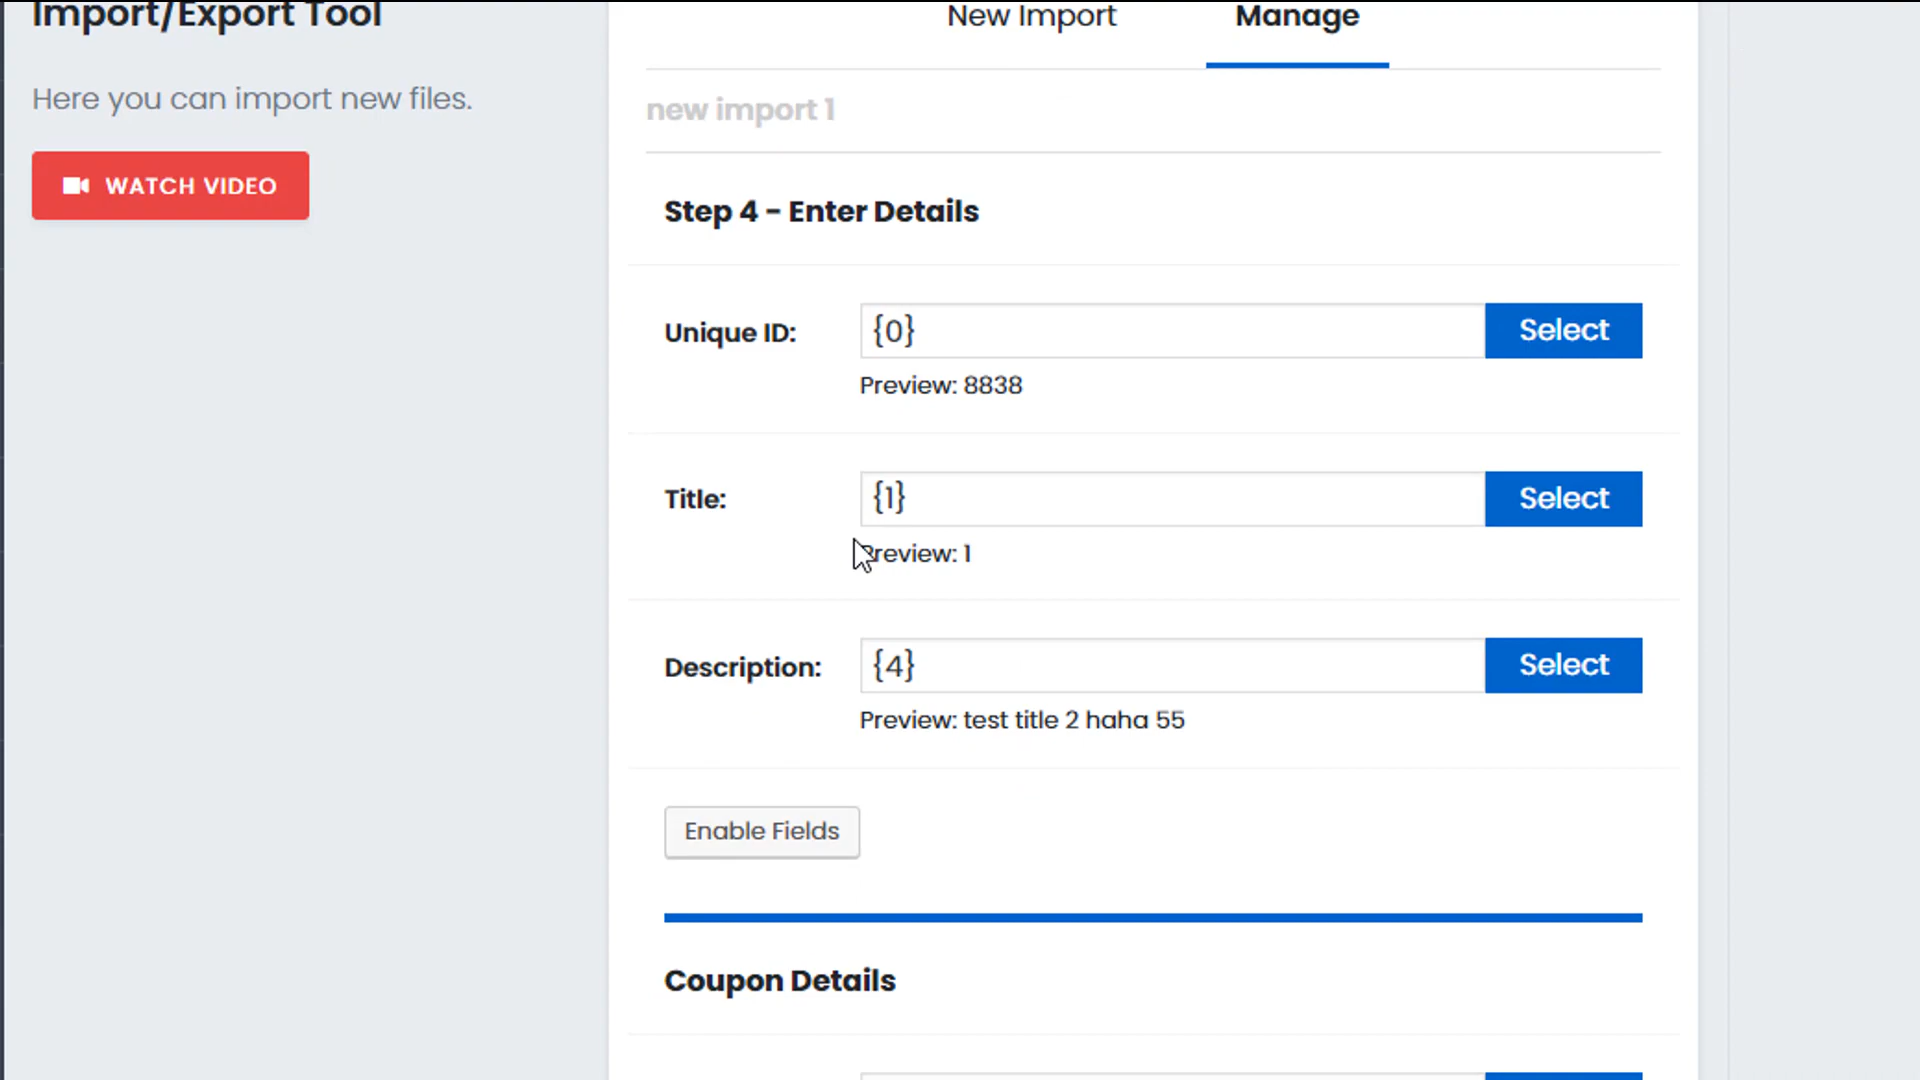 Import/Export Tool
Here you can import new files.
WATCH VIDEO
New Import
Manage
new import 1
Step 4 - Enter Details
Unique ID:
{0}
Select
Preview: 8838
Title:
{1}
Select
Preview: 1
Description:
{4}
Select
Preview: test title 2 haha 55
Enable Fields
Coupon Details